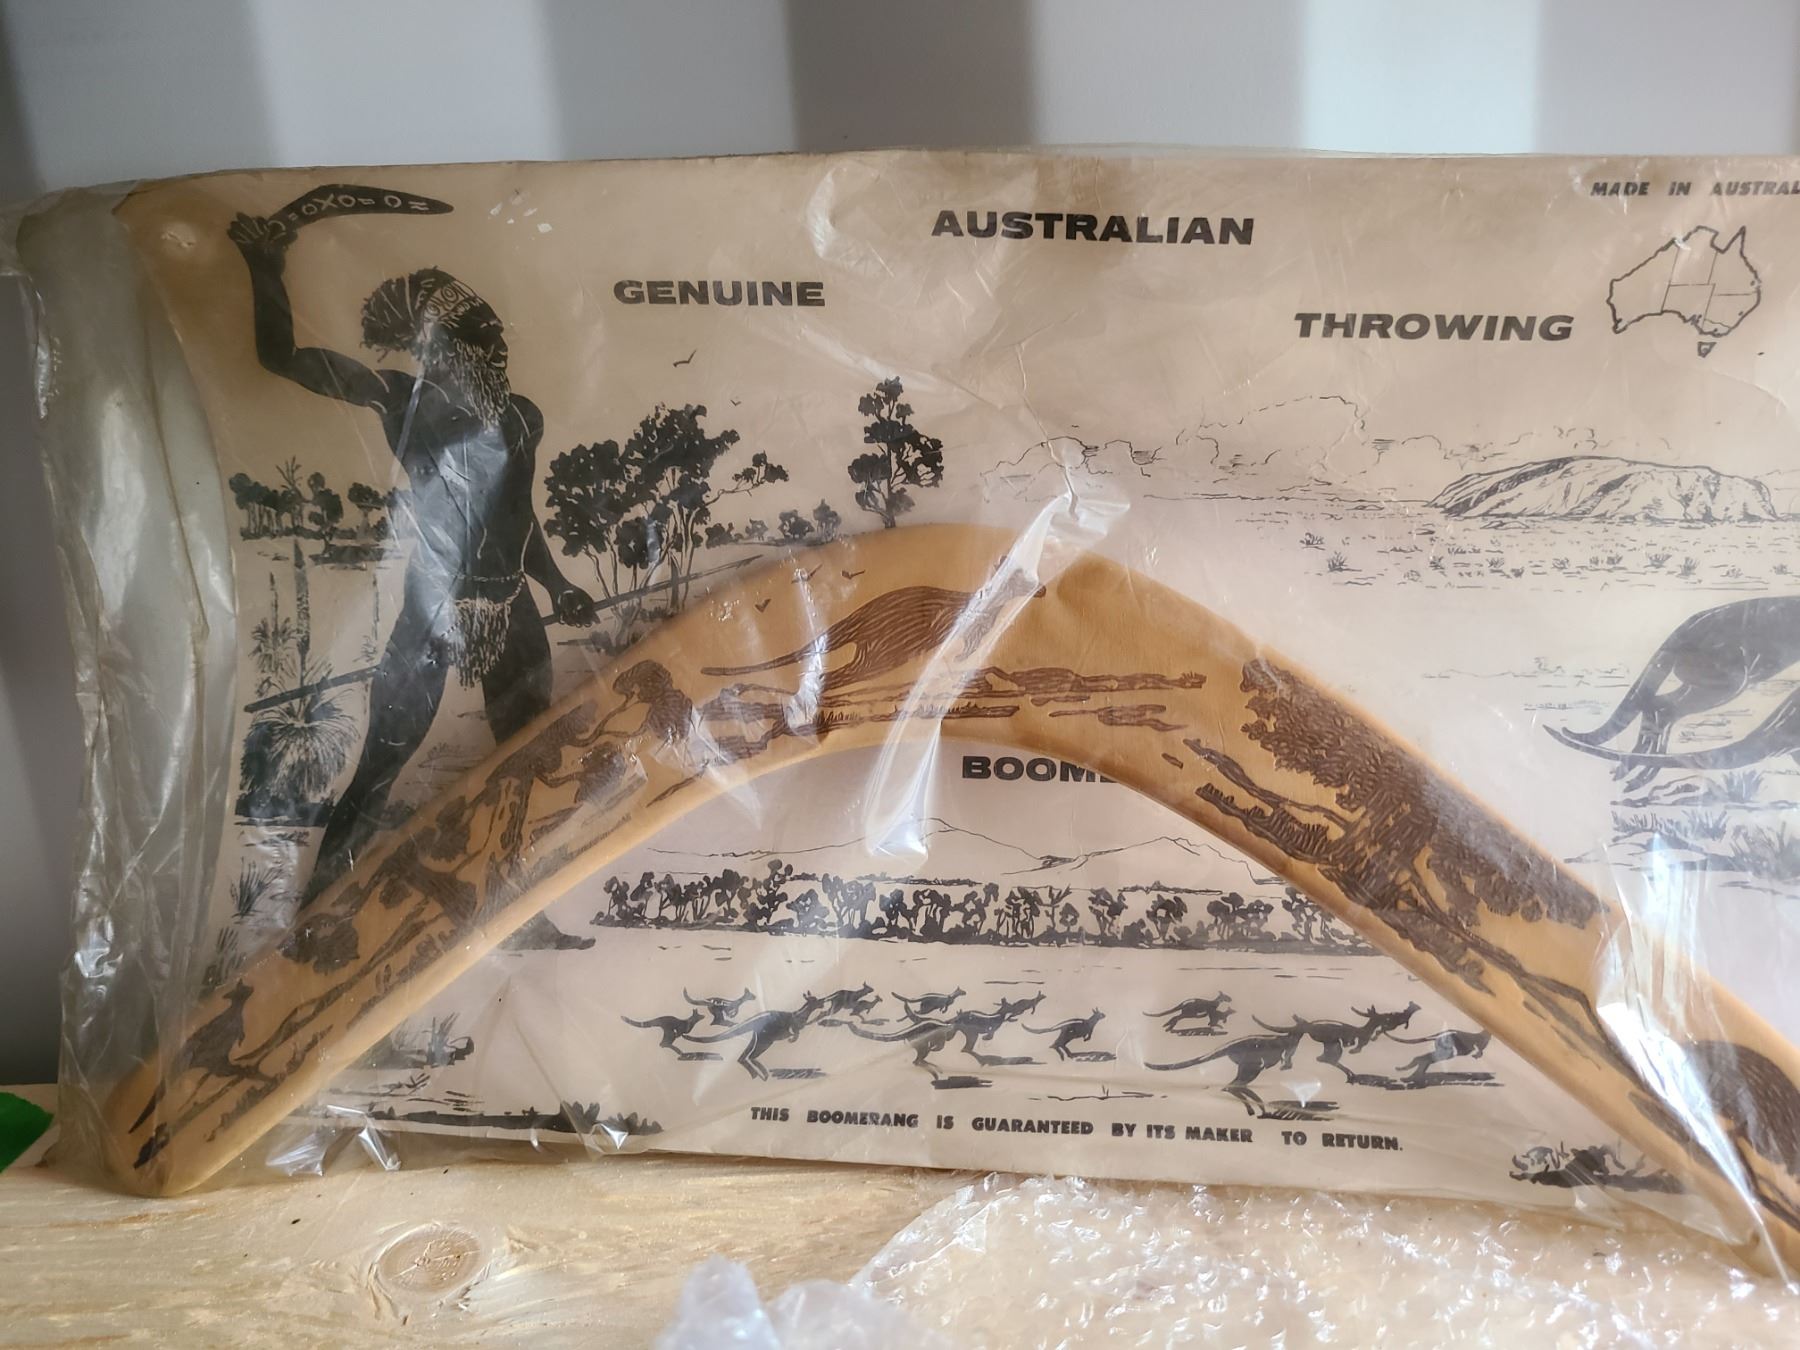 MADE IN AUSTRAL
AUSTRALIAN
GENUINE
THROWING
BOOM
THIS BOOMERANG IS GUARANTEED BY ITS MAKER TO RETURN.